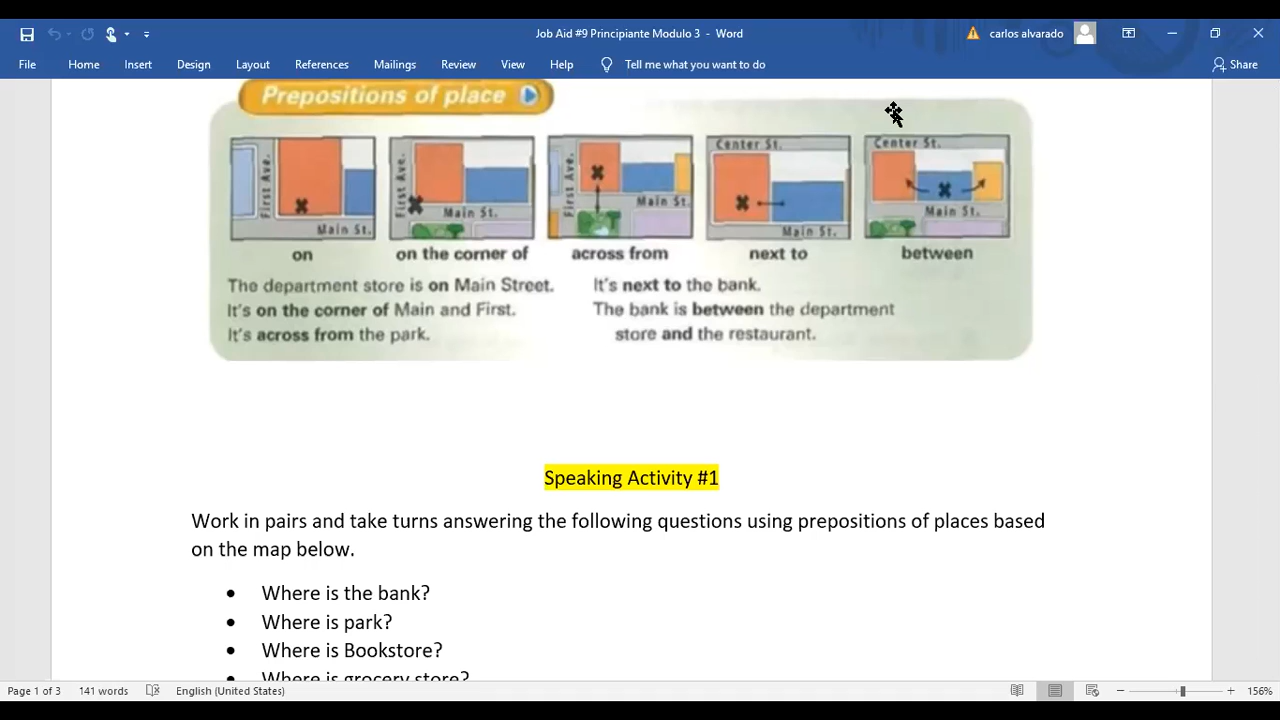 Job Aid #9 Principiante Modulo 3 - Word
carlos alvarado
File Home Insert Design Layout References Mailings Review View Help Tell me what you want to do Share
Prepositions of place
First Ave.
Main St.
on
First Ave.
Main St.
on the corner of
First Ave.
Main St.
across from
Center St.
Main St.
next to
Center St.
Main St.
between
The department store is on Main Street.
It's on the corner of Main and First.
It's across from the park.
It's next to the bank.
The bank is between the department
store and the restaurant.
Speaking Activity #1
Work in pairs and take turns answering the following questions using prepositions of places based
on the map below.
• Where is the bank?
• Where is park?
• Where is Bookstore?
• Where is grocery store?
Page 1 of 3 141 words English (United States) 156%